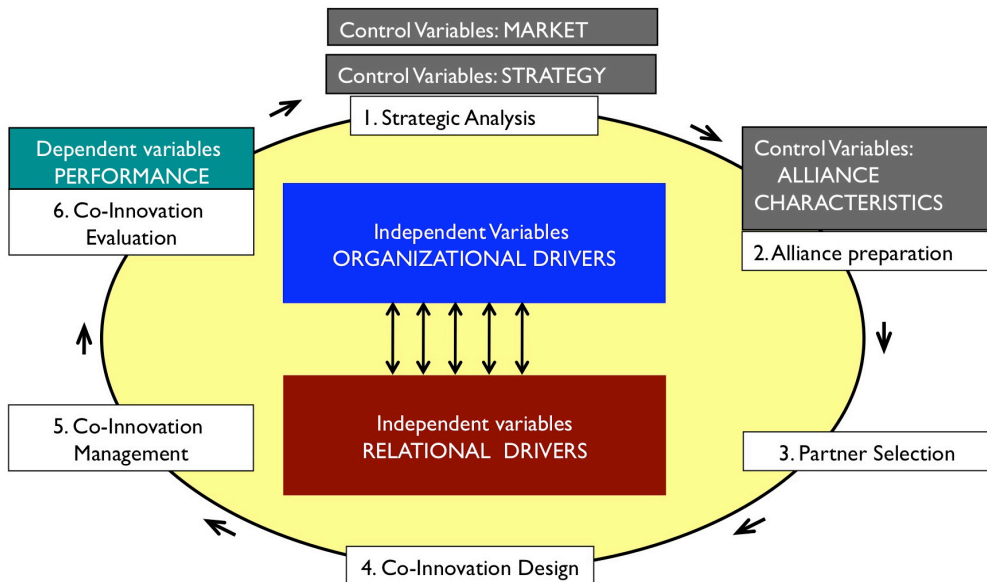 Control Variables: MARKET
Control Variables: STRATEGY
1. Strategic Analysis
Dependent variables
PERFORMANCE
6. Co-Innovation
Evaluation
Control Variables:
ALLIANCE
CHARACTERISTICS
2. Alliance preparation
Independent Variables
ORGANIZATIONAL DRIVERS
Independent variables
RELATIONAL DRIVERS
5. Co-Innovation
Management
3. Partner Selection
4. Co-Innovation Design